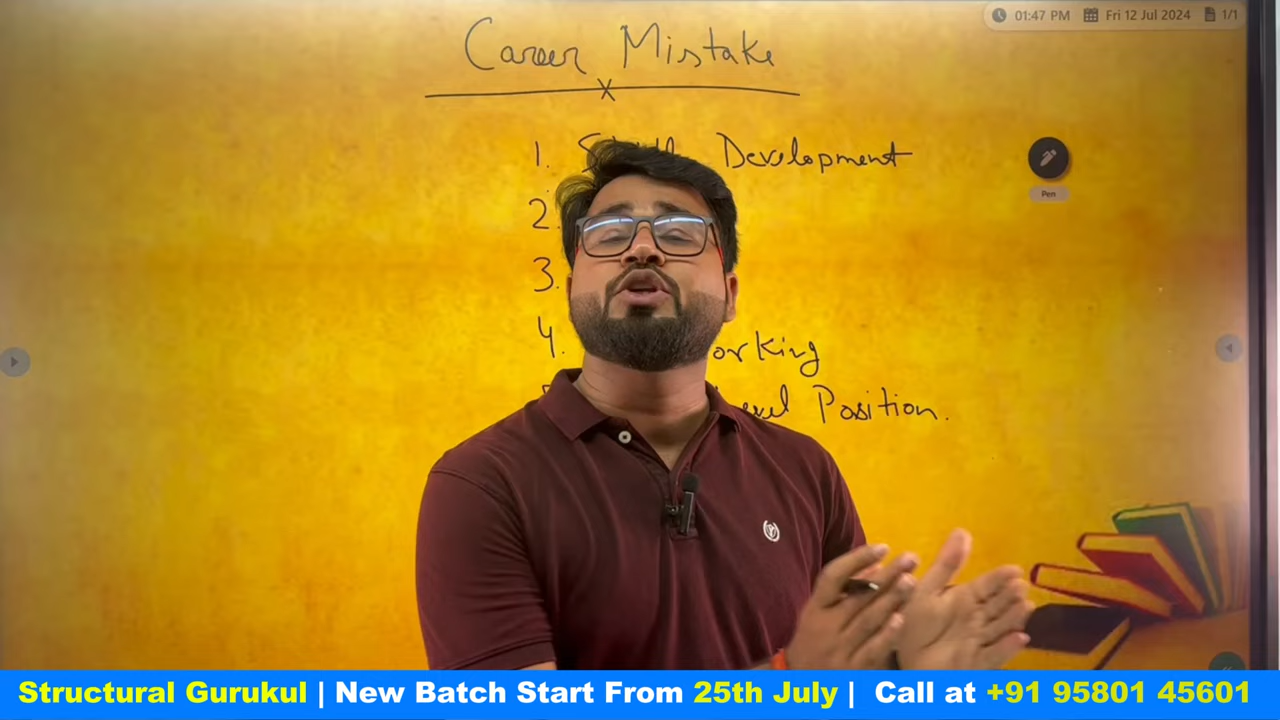 01:47 PM Fri 12 Jul 2024 1/1
Career Mistake
x
1. Development
Pen
2.
3.
4. orking
Position.
Structural Gurukul | New Batch Start From 25th July | Call at +91 95801 45601